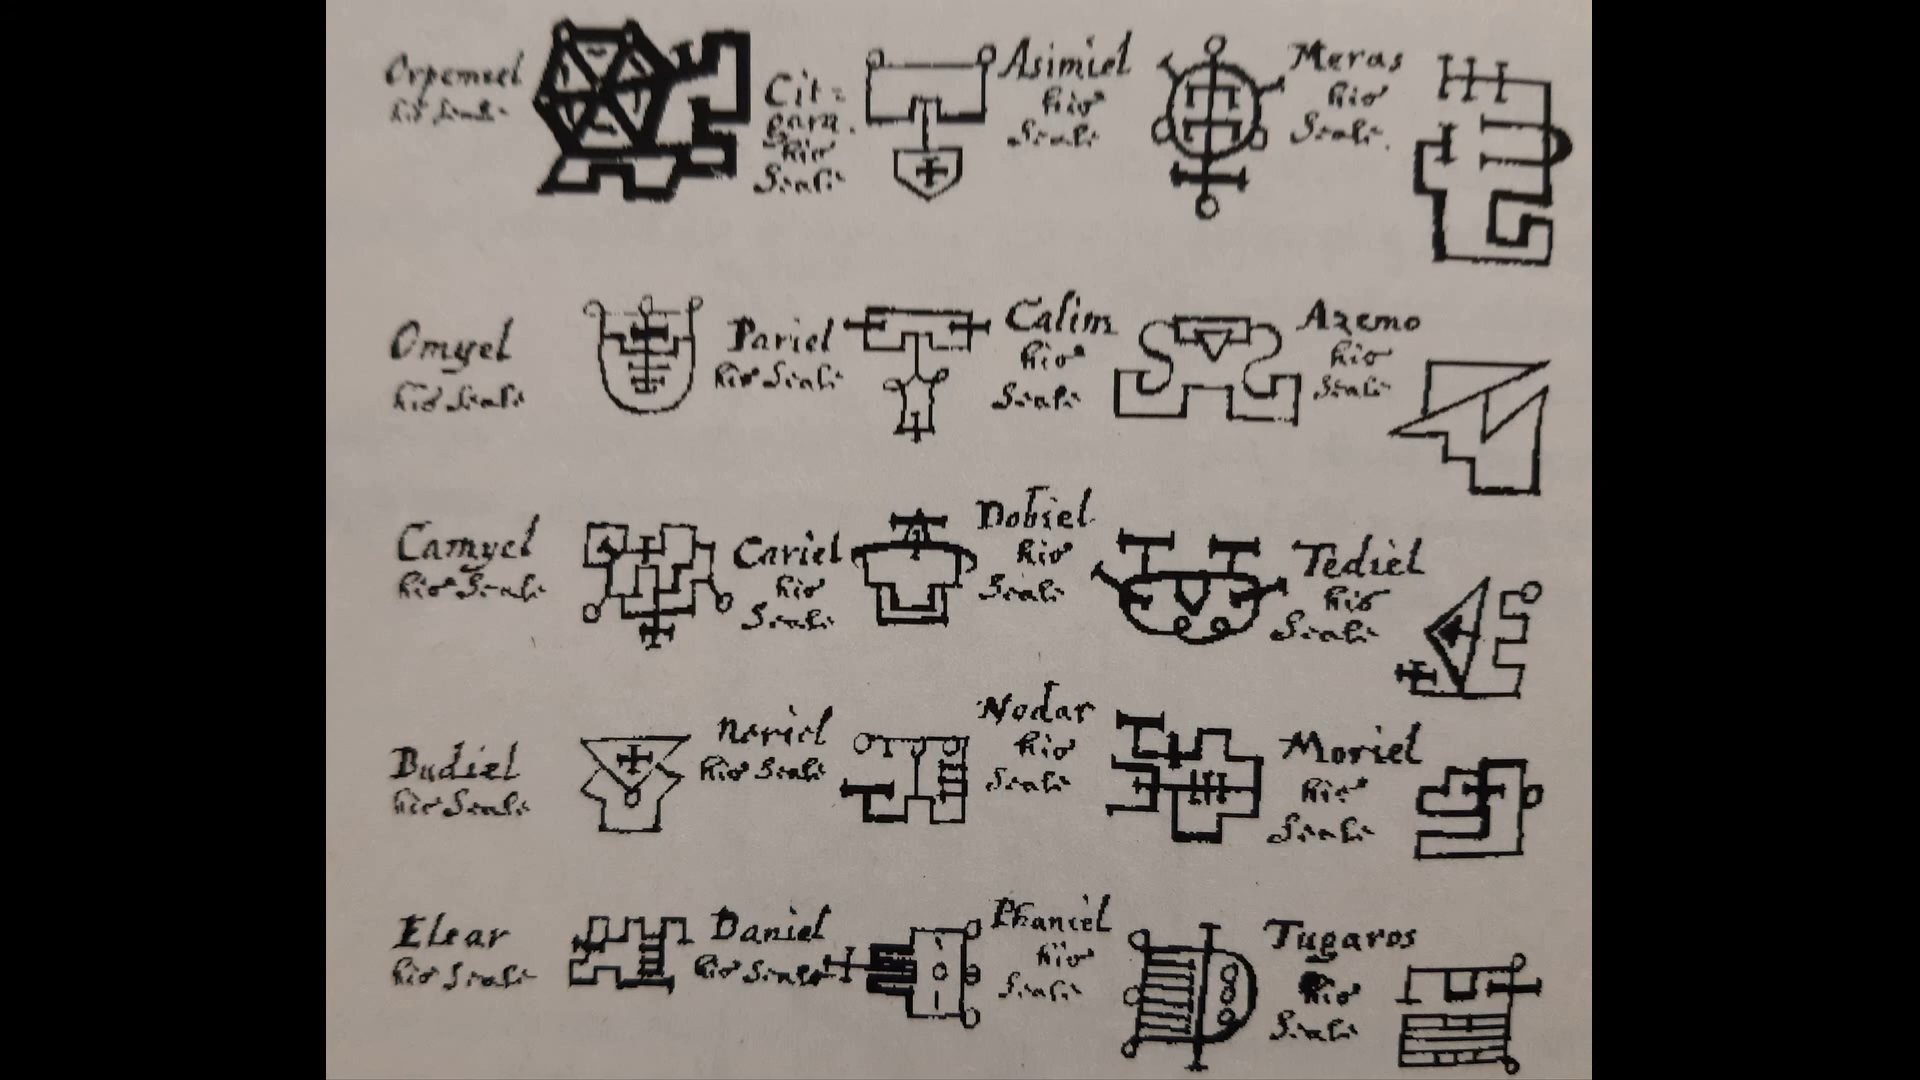 Orpemiel
his Seale
Citgara
his
Seale
Asimiel
his
Seale
Meras
his
Seale.
Omyel
his Seale
Pariel
his Seale
Calim
his
Seale
Azemo
his
Seale
Camyel
his Seale
Cariel
his
Seale
Dobiel
his
Seale
Tediel
his
Seale
Budiel
his Seale
Neriel
his Seale
Nodar
his
Seale
Moriel
his
Seale
Elear
his Seale
Daniel
his Seale
Phaniel
his
Seale
Tugaros
his
Seale